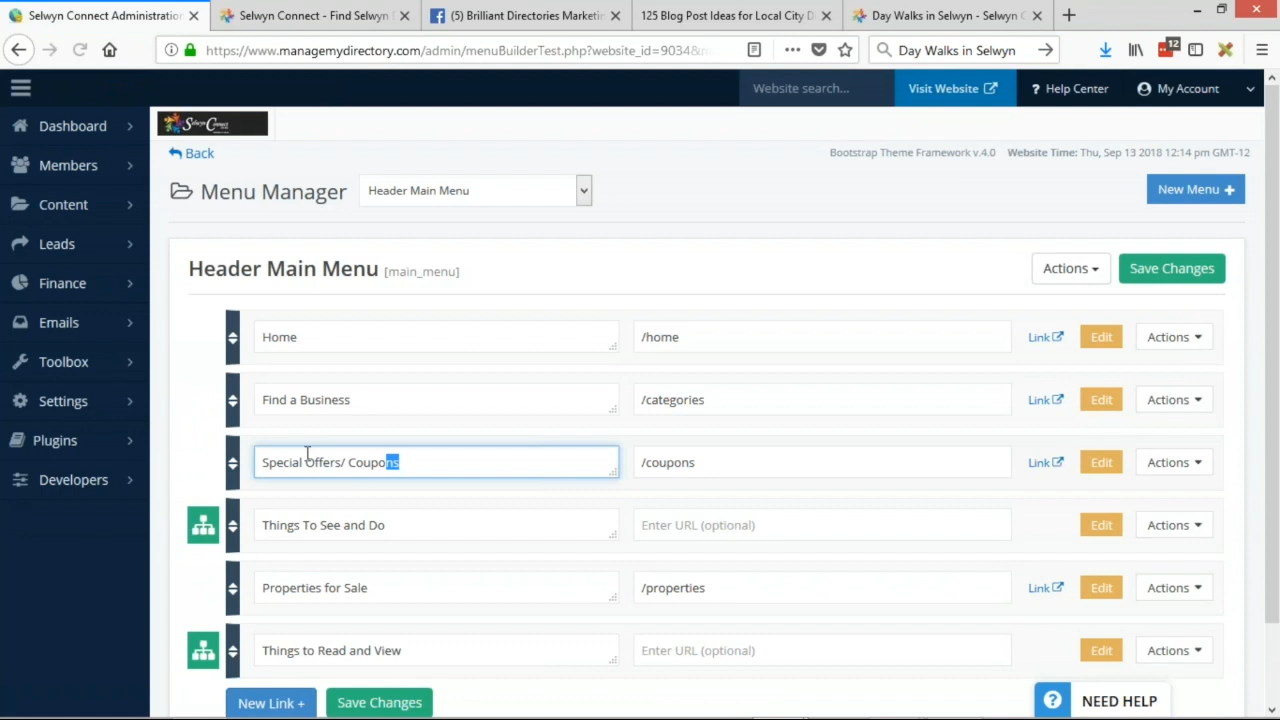 Selwyn Connect Administratio
Selwyn Connect - Find Selwyn
(5) Brilliant Directories Marketin
125 Blog Post Ideas for Local City D
Day Walks in Selwyn - Selwyn C
https://www.managemydirectory.com/admin/menuBuilderTest.php?website_id=9034&m
Day Walks in Selwyn
12
Website search...
Visit Website
? Help Center
My Account
Dashboard
Members
Content
Leads
Finance
Emails
Toolbox
Settings
Plugins
Developers
Selwyn Connect
Back
Bootstrap Theme Framework v.4.0 Website Time: Thu, Sep 13 2018 12:14 pm GMT-12
Menu Manager
Header Main Menu
New Menu +
Header Main Menu [main_menu]
Actions
Save Changes
Home /home Link Edit Actions
Find a Business /categories Link Edit Actions
Special Offers/ Coupons /coupons Link Edit Actions
Things To See and Do Enter URL (optional) Edit Actions
Properties for Sale /properties Link Edit Actions
Things to Read and View Enter URL (optional) Edit Actions
New Link +
Save Changes
? NEED HELP